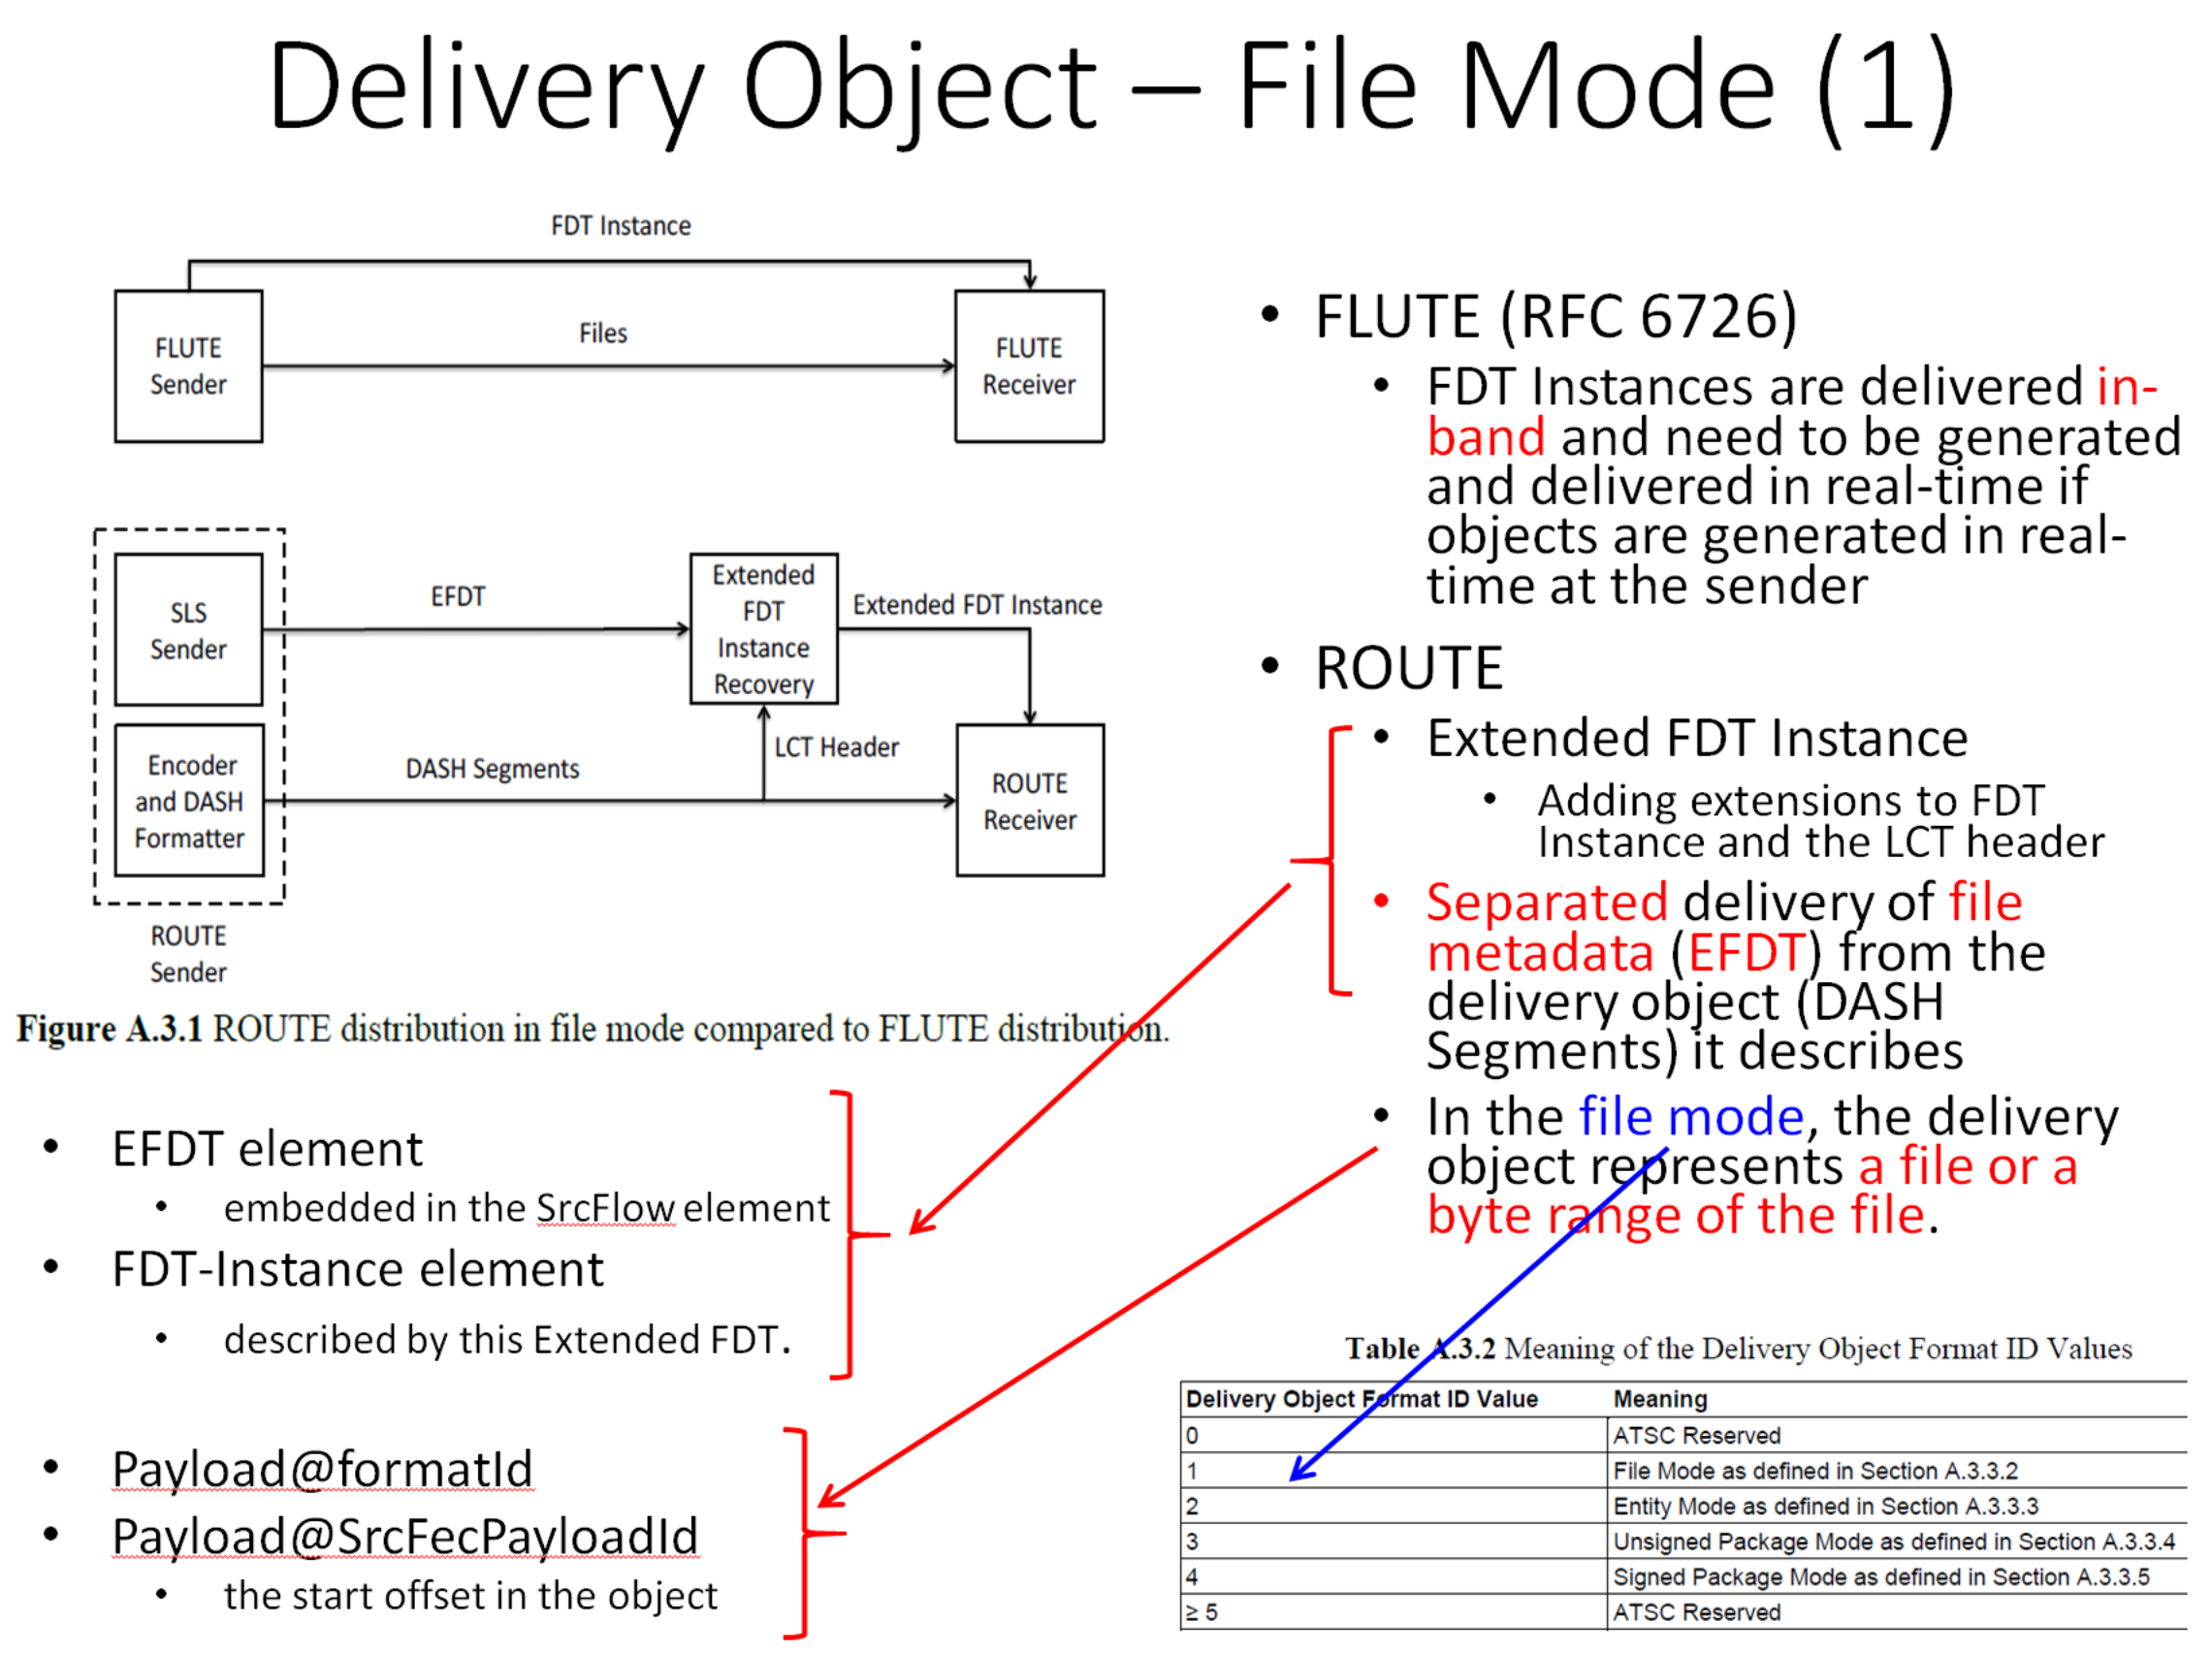 Delivery Object – File Mode (1)
FDT Instance
FLUTE
Sender
Files
FLUTE
Receiver
SLS
Sender
EFDT
Extended
FDT
Instance
Recovery
Extended FDT Instance
LCT Header
Encoder
and DASH
Formatter
DASH Segments
ROUTE
Receiver
ROUTE
Sender
Figure A.3.1 ROUTE distribution in file mode compared to FLUTE distribution.
• EFDT element
• embedded in the SrcFlow element
• FDT-Instance element
• described by this Extended FDT.
• Payload@formatId
• Payload@SrcFecPayloadId
• the start offset in the object
• FLUTE (RFC 6726)
• FDT Instances are delivered in-
band and need to be generated
and delivered in real-time if
objects are generated in real-
time at the sender
• ROUTE
• Extended FDT Instance
• Adding extensions to FDT
Instance and the LCT header
• Separated delivery of file
metadata (EFDT) from the
delivery object (DASH
Segments) it describes
• In the file mode, the delivery
object represents a file or a
byte range of the file.
Table A.3.2 Meaning of the Delivery Object Format ID Values
Delivery Object Format ID Value Meaning
0 ATSC Reserved
1 File Mode as defined in Section A.3.3.2
2 Entity Mode as defined in Section A.3.3.3
3 Unsigned Package Mode as defined in Section A.3.3.4
4 Signed Package Mode as defined in Section A.3.3.5
≥ 5 ATSC Reserved